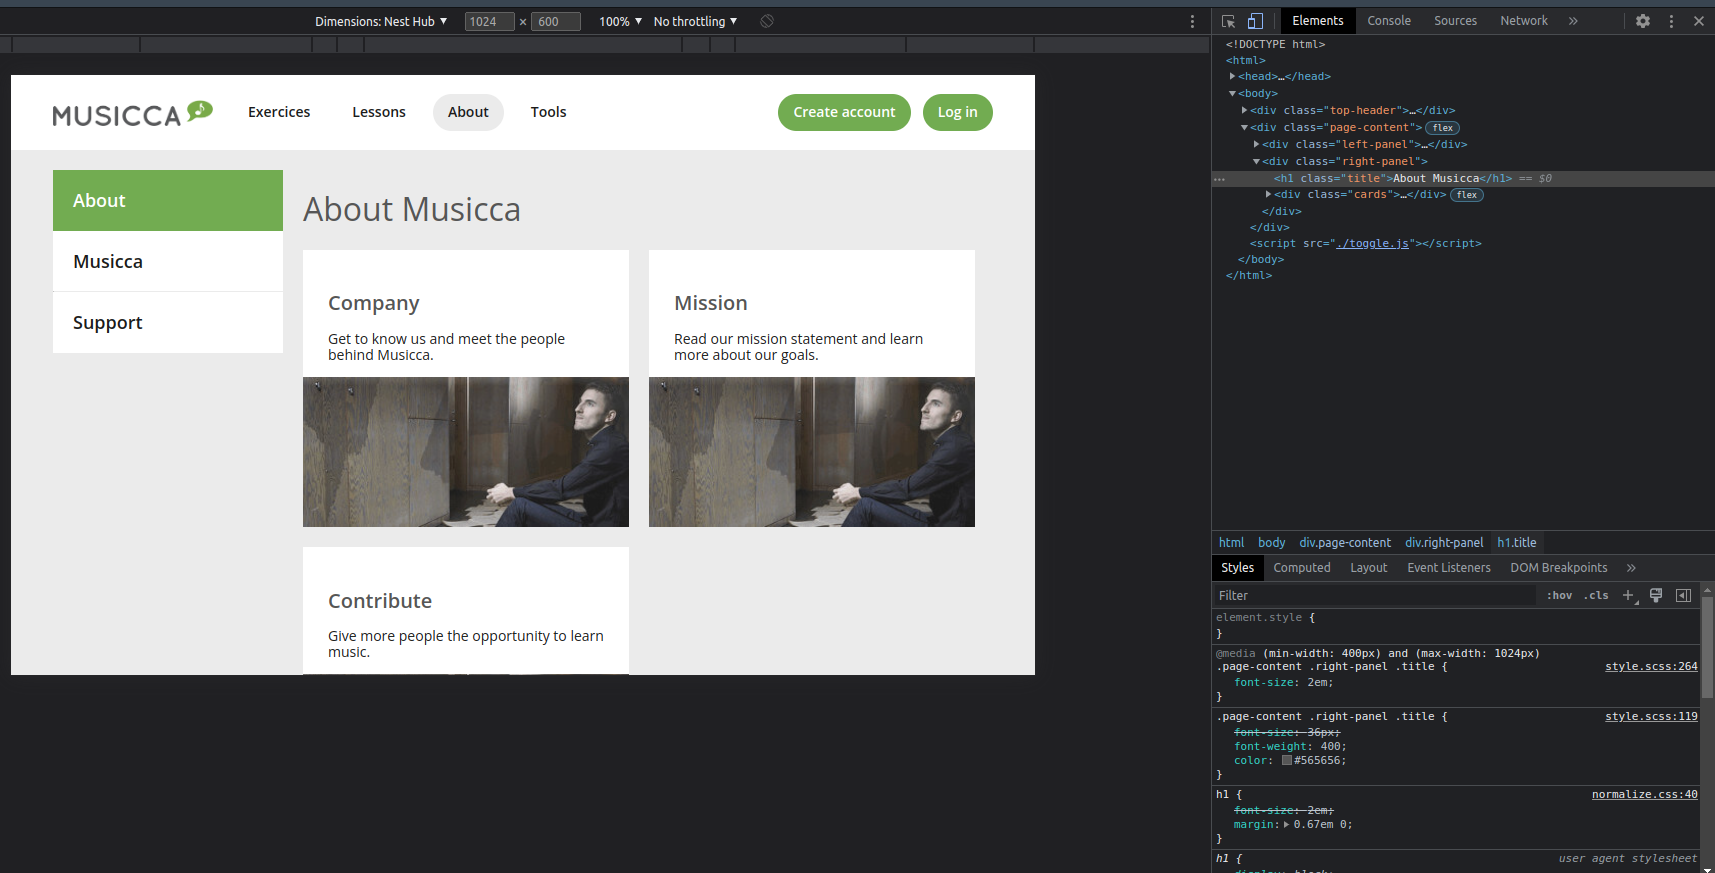 Dimensions: Nest Hub ▼ 1024 × 600 100% ▼ No throttling ▼
MUSICCA Exercices Lessons About Tools Create account Log in
About
Musicca
Support
About Musicca
Company
Get to know us and meet the people
behind Musicca.
Mission
Read our mission statement and learn
more about our goals.
Contribute
Give more people the opportunity to learn
music.
Elements Console Sources Network »
<!DOCTYPE html>
<html>
<head>…</head>
<body>
<div class="top-header">…</div>
<div class="page-content"> flex
<div class="left-panel">…</div>
<div class="right-panel">
<h1 class="title">About Musicca</h1> == $0
<div class="cards">…</div> flex
</div>
</div>
<script src="./toggle.js"></script>
</body>
</html>
html body div.page-content div.right-panel h1.title
Styles Computed Layout Event Listeners DOM Breakpoints »
Filter :hov .cls +
element.style {
}
@media (min-width: 400px) and (max-width: 1024px)
.page-content .right-panel .title { style.scss:264
font-size: 2em;
}
.page-content .right-panel .title { style.scss:119
font-size: 36px;
font-weight: 400;
color: #565656;
}
h1 { normalize.css:40
font-size: 2em;
margin: 0.67em 0;
}
h1 { user agent stylesheet
display: block;